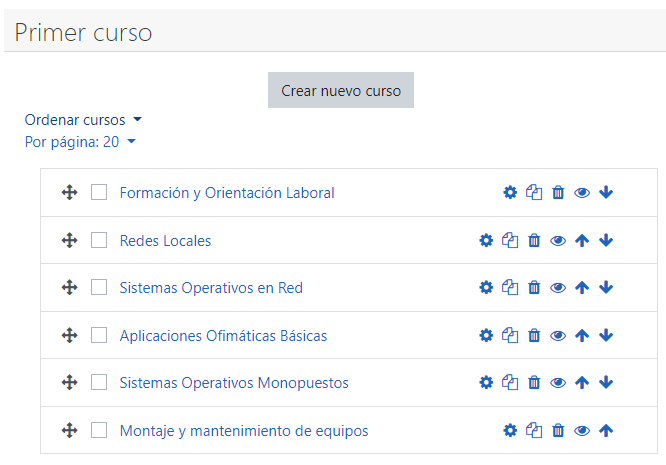 Primer curso
Crear nuevo curso
Ordenar cursos
Por página: 20
Formación y Orientación Laboral
Redes Locales
Sistemas Operativos en Red
Aplicaciones Ofimáticas Básicas
Sistemas Operativos Monopuestos
Montaje y mantenimiento de equipos